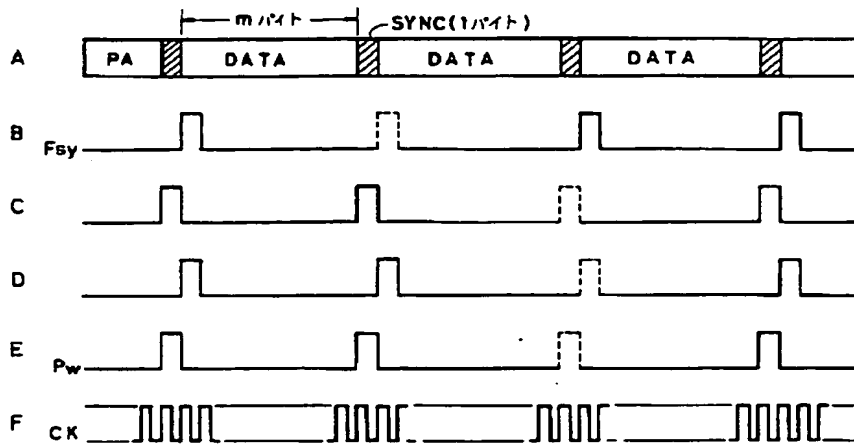 mバイト
SYNC(1バイト)
A PA DATA DATA DATA
B Fsy
C
D
E Pw
F CK